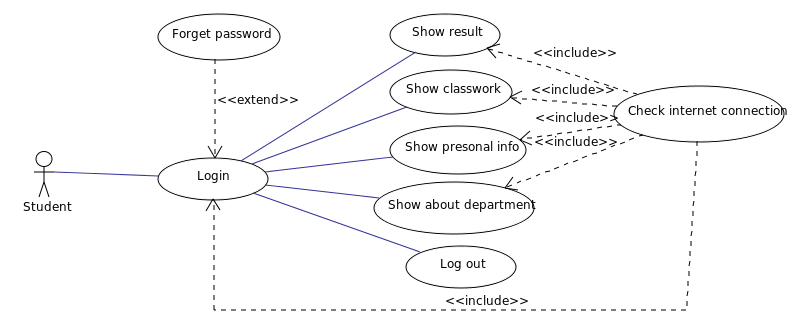 Forget password
Show result
<<include>>
Show classwork
<<include>>
<<extend>>
Check internet connection
<<include>>
Show presonal info
<<include>>
Login
Student
Show about department
Log out
<<include>>